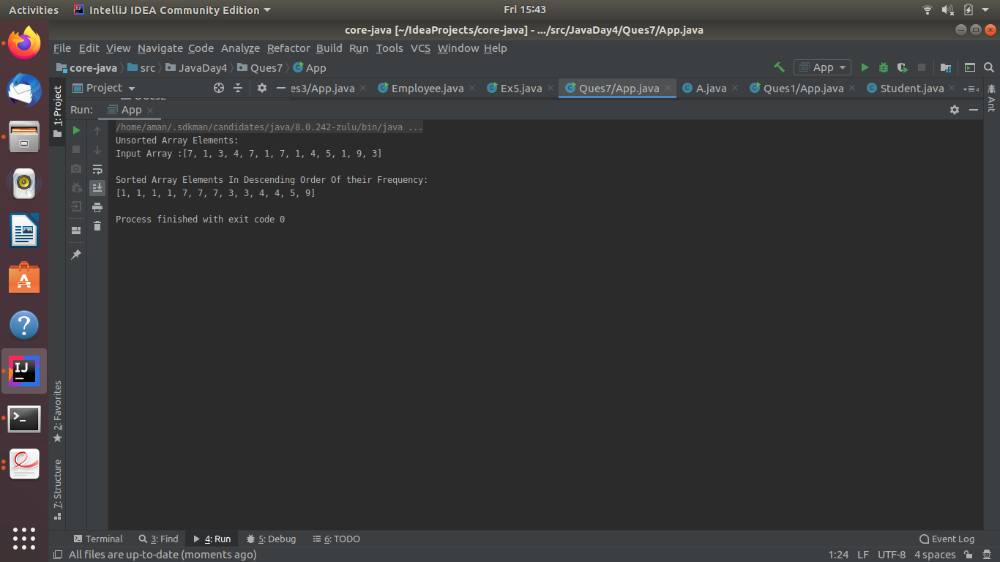 Activities IntelliJ IDEA Community Edition Fri 15:43
core-java [~/IdeaProjects/core-java] - .../src/JavaDay4/Ques7/App.java
File Edit View Navigate Code Analyze Refactor Build Run Tools VCS Window Help
core-java src JavaDay4 Ques7 App App
1: Project Project es3/App.java Employee.java Ex5.java Ques7/App.java A.java Ques1/App.java Student.java 4 Ant
Run: App
/home/aman/.sdkman/candidates/java/8.0.242-zulu/bin/java ...
Unsorted Array Elements:
Input Array :[7, 1, 3, 4, 7, 1, 7, 1, 4, 5, 1, 9, 3]
Sorted Array Elements In Descending Order Of their Frequency:
[1, 1, 1, 1, 7, 7, 7, 3, 3, 4, 4, 5, 9]
Process finished with exit code 0
2: Favorites
7: Structure
Terminal 3: Find 4: Run 5: Debug 6: TODO Event Log
All files are up-to-date (moments ago) 1:24 LF UTF-8 4 spaces